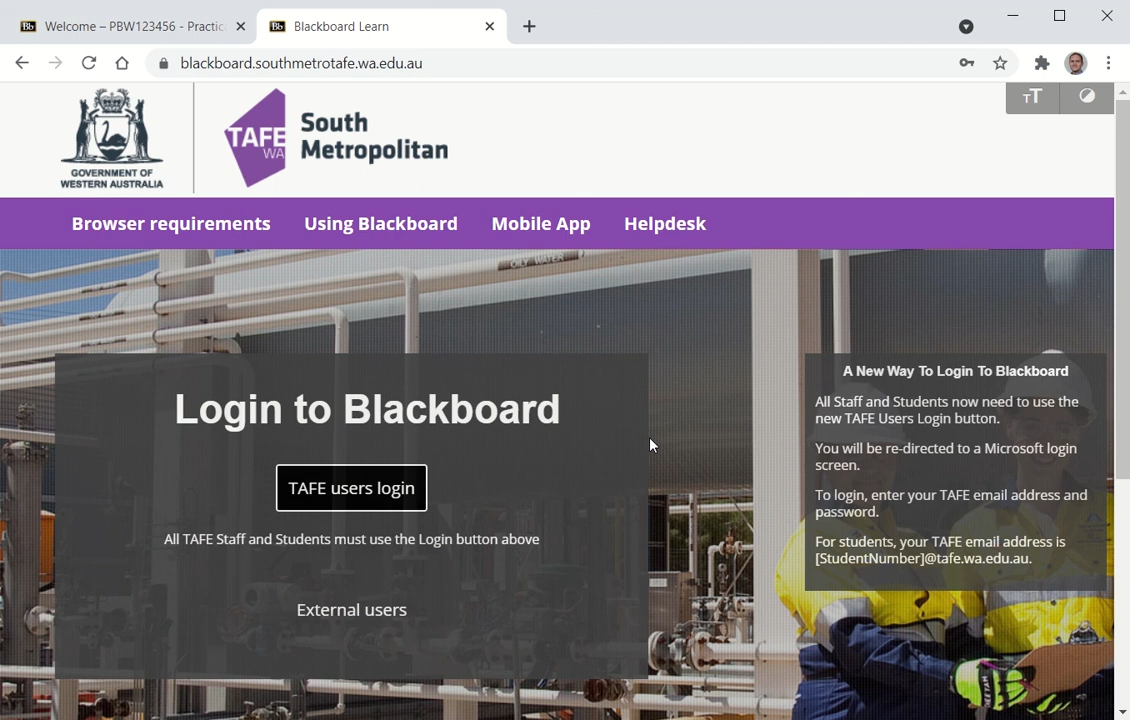 Welcome – PBW123456 - Practic
Blackboard Learn
blackboard.southmetrotafe.wa.edu.au
TT
GOVERNMENT OF
WESTERN AUSTRALIA
TAFE
WA
South
Metropolitan
Browser requirements
Using Blackboard
Mobile App
Helpdesk
OILY WATER
Login to Blackboard
TAFE users login
All TAFE Staff and Students must use the Login button above
External users
A New Way To Login To Blackboard
All Staff and Students now need to use the
new TAFE Users Login button.
You will be re-directed to a Microsoft login
screen.
To login, enter your TAFE email address and
password.
For students, your TAFE email address is
[StudentNumber]@tafe.wa.edu.au.